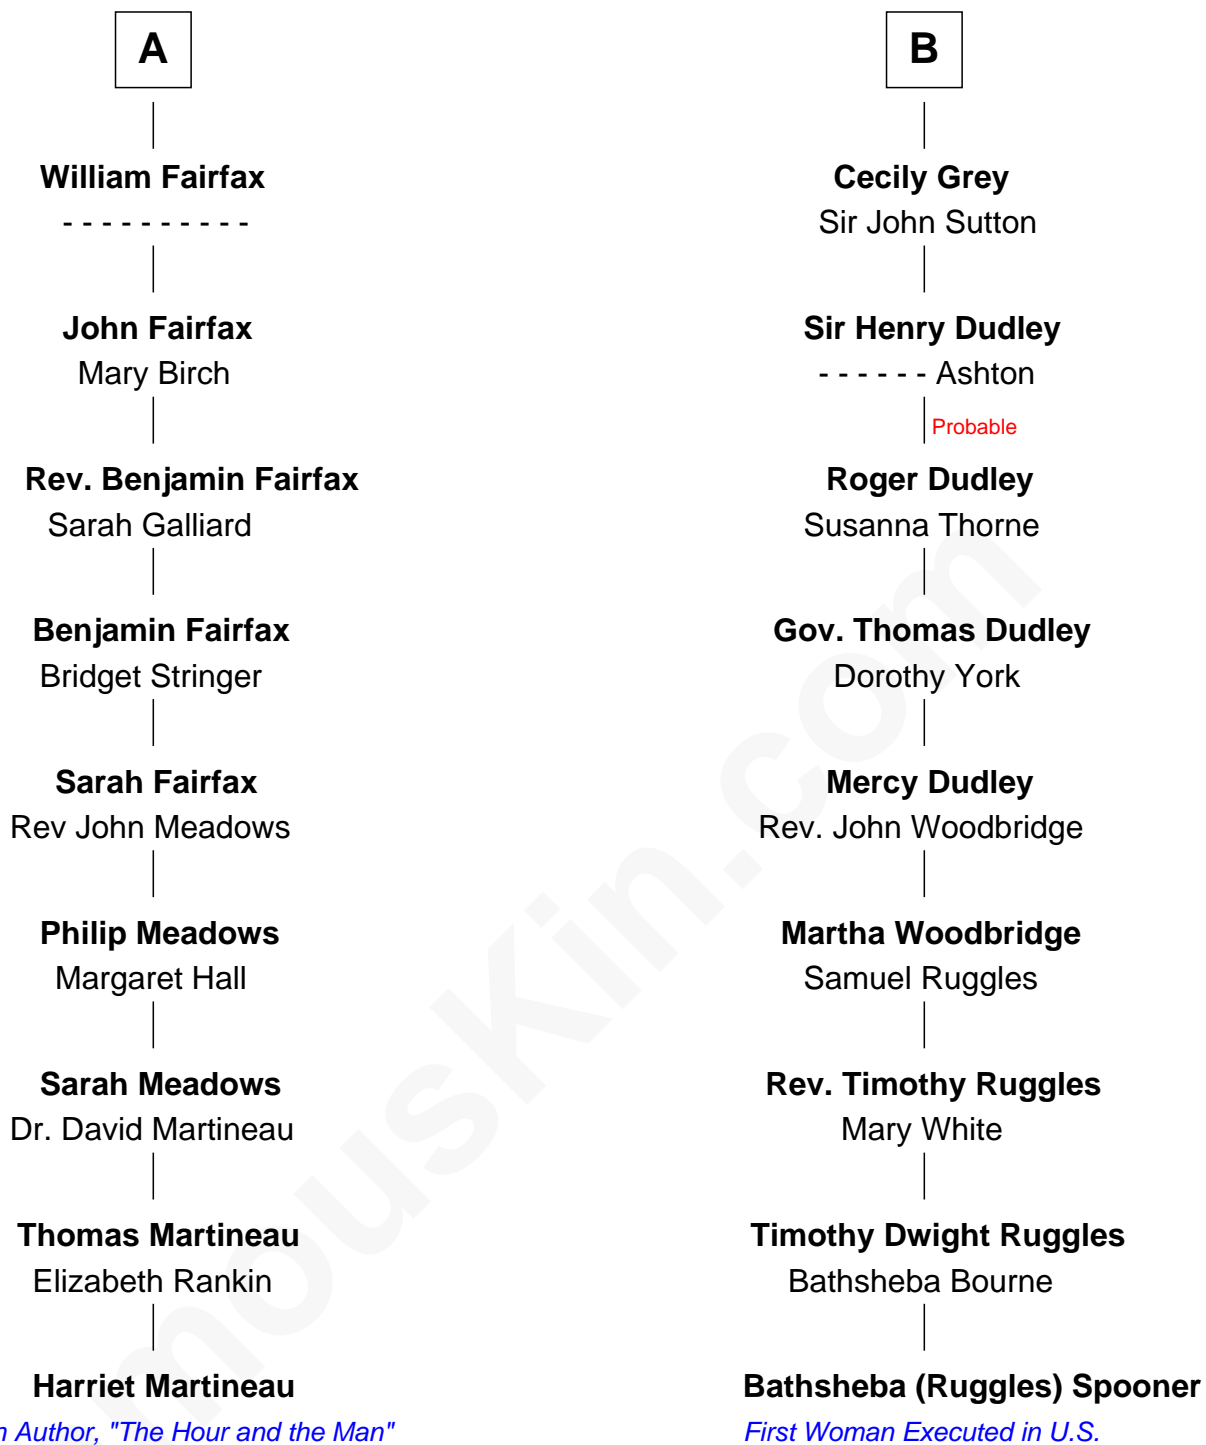 A
William Fairfax
- - - - - - - - - -
John Fairfax
Mary Birch
Rev. Benjamin Fairfax
Sarah Galliard
Benjamin Fairfax
Bridget Stringer
Sarah Fairfax
Rev John Meadows
Philip Meadows
Margaret Hall
Sarah Meadows
Dr. David Martineau
Thomas Martineau
Elizabeth Rankin
Harriet Martineau
Author, "The Hour and the Man"
B
Cecily Grey
Sir John Sutton
Sir Henry Dudley
- - - - - - Ashton
Probable
Roger Dudley
Susanna Thorne
Gov. Thomas Dudley
Dorothy York
Mercy Dudley
Rev. John Woodbridge
Martha Woodbridge
Samuel Ruggles
Rev. Timothy Ruggles
Mary White
Timothy Dwight Ruggles
Bathsheba Bourne
Bathsheba (Ruggles) Spooner
First Woman Executed in U.S.
mousKin.com